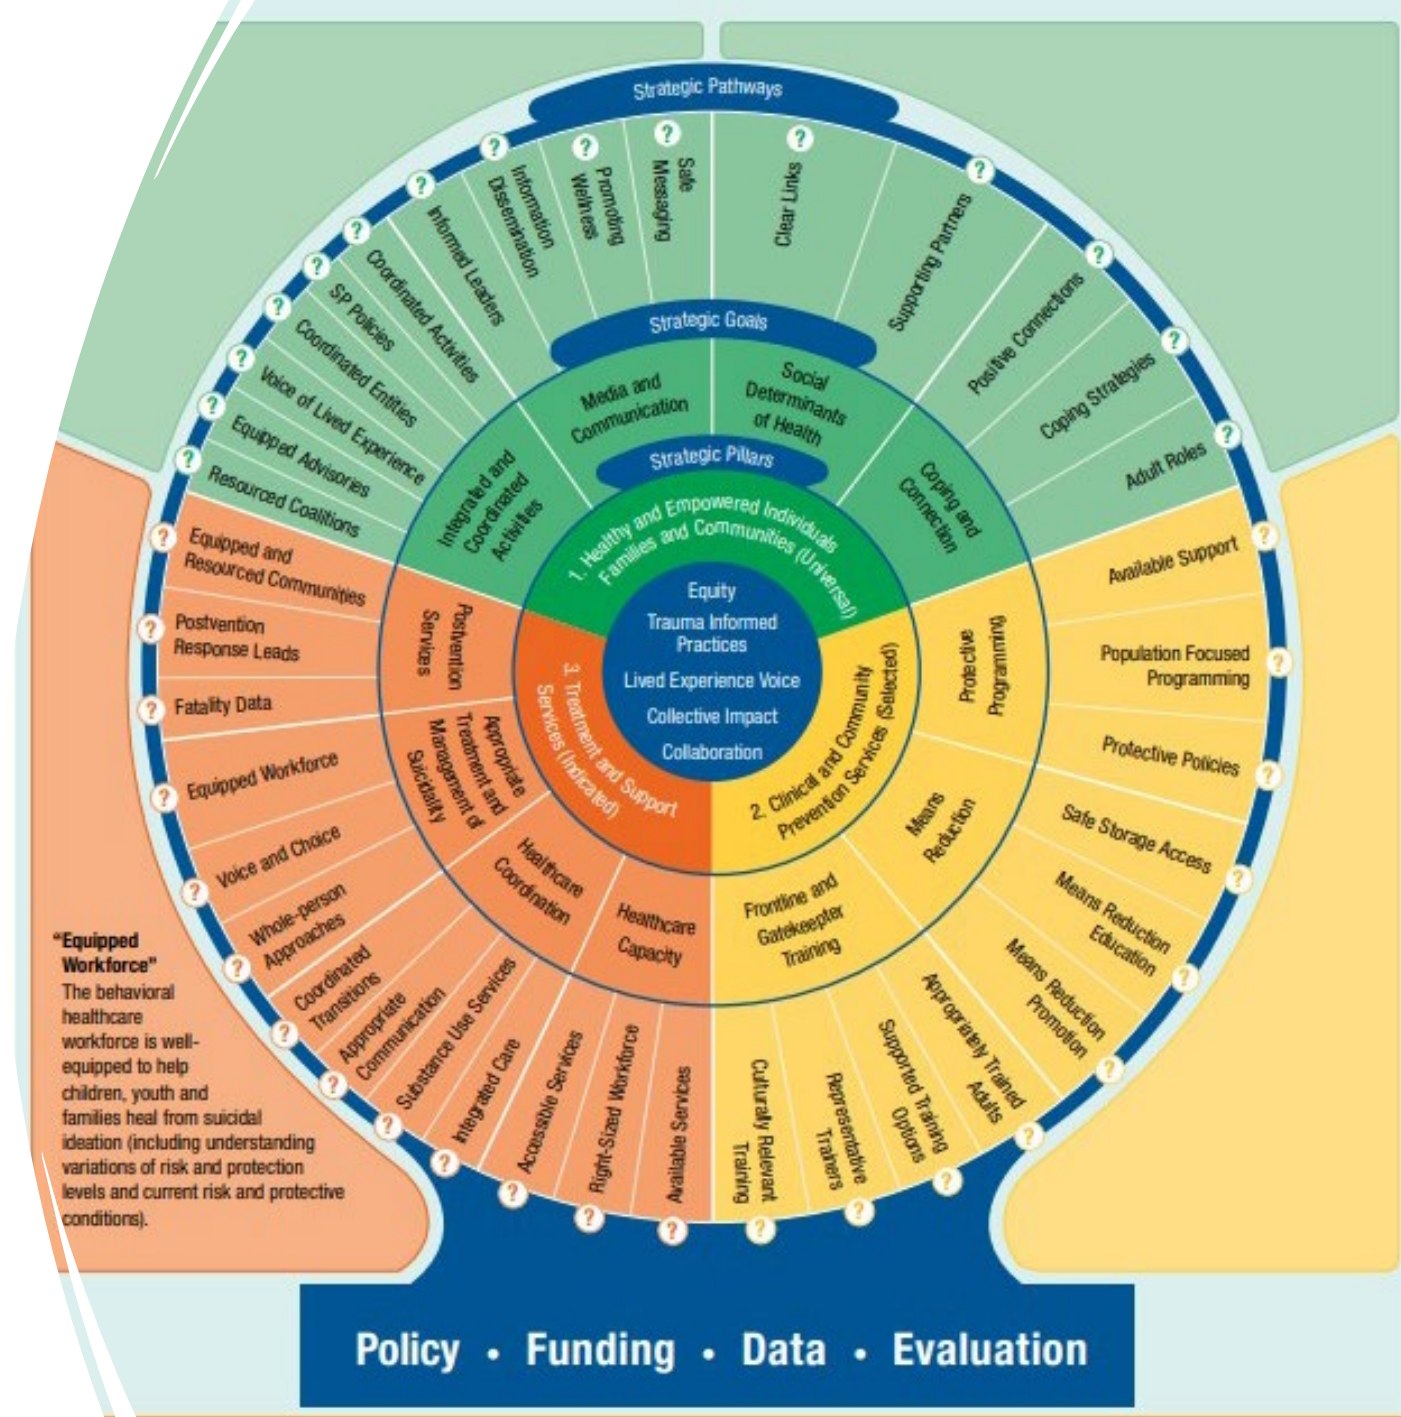 Strategic Pathways
Safe
Messaging
Promoting
Wellness
Information
Dissemination
Informed Leaders
Coordinated Activities
SP Policies
Coordinated Entities
Voice of Lived Experience
Equipped Advisories
Resourced Coalitions
Clear Links
Supporting Partners
Positive Connections
Coping Strategies
Adult Roles
Strategic Goals
Media and
Communication
Social
Determinants
of Health
Integrated and
Coordinated
Activities
Coping and
Connection
Strategic Pillars
1. Healthy and Empowered Individuals
Families and Communities (Universal)
Equity
Trauma Informed
Practices
Lived Experience Voice
Collective Impact
Collaboration
2. Clinical and Community
Prevention Services (Selected)
3. Treatment and Support
Services (Indicated)
Protective
Programming
Means
Reduction
Frontline and
Gatekeeper
Training
Available Support
Population Focused
Programming
Protective Policies
Safe Storage Access
Means Reduction
Education
Means Reduction
Promotion
Appropriately Trained
Adults
Supported Training
Options
Representative
Trainers
Culturally Relevant
Training
Postvention
Services
Appropriate
Treatment and
Management of
Suicidality
Healthcare
Coordination
Healthcare
Capacity
Equipped and
Resourced Communities
Postvention
Response Leads
Fatality Data
Equipped Workforce
Voice and Choice
Whole-person
Approaches
Coordinated
Transitions
Appropriate
Communication
Substance Use Services
Integrated Care
Accessible Services
Right-Sized Workforce
Available Services
"Equipped
Workforce"
The behavioral
healthcare
workforce is well-
equipped to help
children, youth and
families heal from suicidal
ideation (including understanding
variations of risk and protection
levels and current risk and protective
conditions).
Policy • Funding • Data • Evaluation